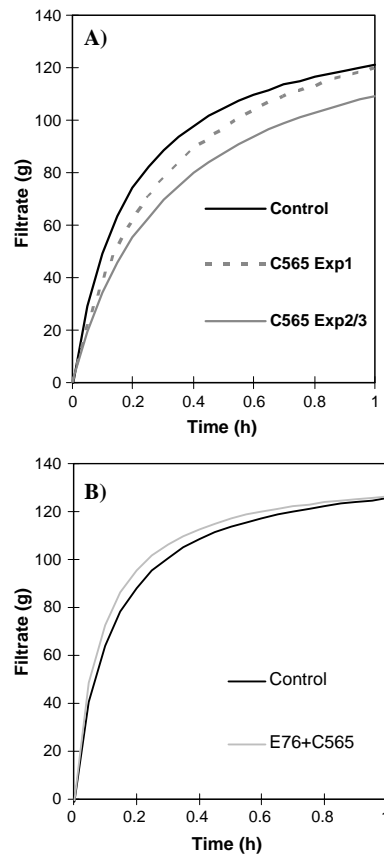 A)
140
120
100
80
60
40
20
0
Filtrate (g)
Control
C565 Exp1
C565 Exp2/3
0 0.2 0.4 0.6 0.8 1
Time (h)
B)
140
120
100
80
60
40
20
0
Filtrate (g)
Control
E76+C565
0 0.2 0.4 0.6 0.8 1
Time (h)